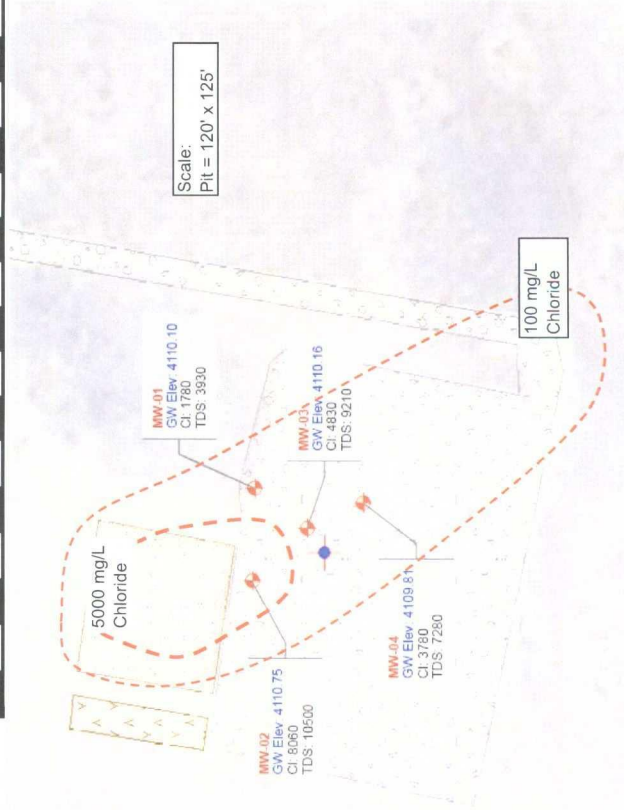 Scale:
Pit = 120' x 125'
5000 mg/L
Chloride
MW-01
GW Elev: 4110.10
Cl: 1780
TDS: 3930
MW-03
GW Elev: 4110.16
Cl: 4830
TDS: 9210
MW-02
GW Elev: 4110.75
Cl: 8060
TDS: 10500
MW-04
GW Elev: 4109.81
Cl: 3780
TDS: 7280
100 mg/L
Chloride